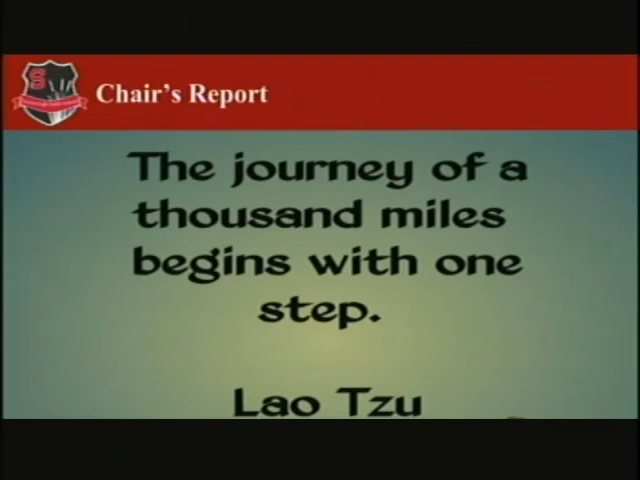 S
Chair's Report
The journey of a
thousand miles
begins with one
step.
Lao Tzu